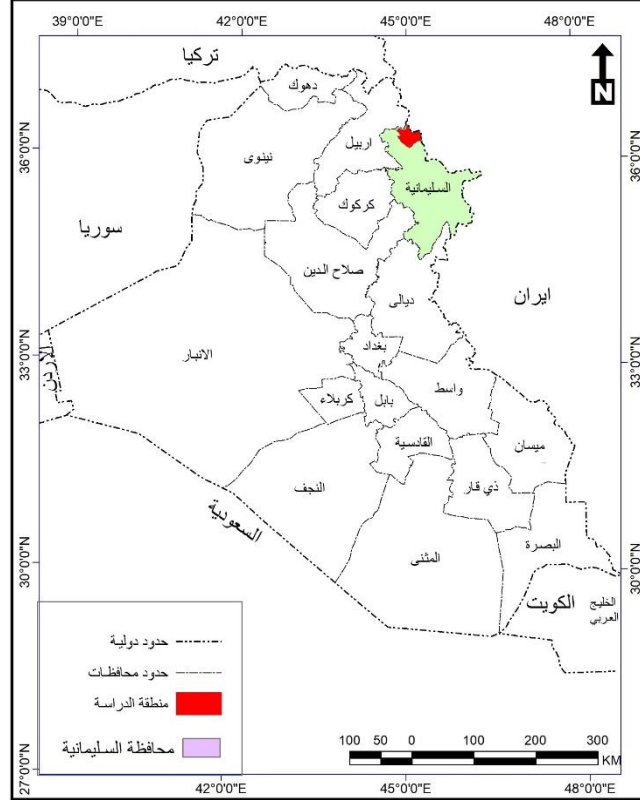 39°0'0"E 42°0'0"E 45°0'0"E 48°0'0"E
تركيا
N
دهوك
36°0'0"N
نينوى
اربيل
36°0'0"N
السليمانية
كركوك
سوريا
صلاح الدين
ايران
ديالى
بغداد
الانبار
33°0'0"N
33°0'0"N
الاردن
واسط
بابل
كربلاء
القادسية
ميسان
النجف
ذي قار
السعودية
البصرة
المثنى
30°0'0"N
30°0'0"N
الكويت
الخليج
العربي
حدود دولية
حدود محافظات
منطقة الدراسة
محافظة السليمانية
100 50 0 100 200 300
KM
27°0'0"N
42°0'0"E 45°0'0"E 48°0'0"E